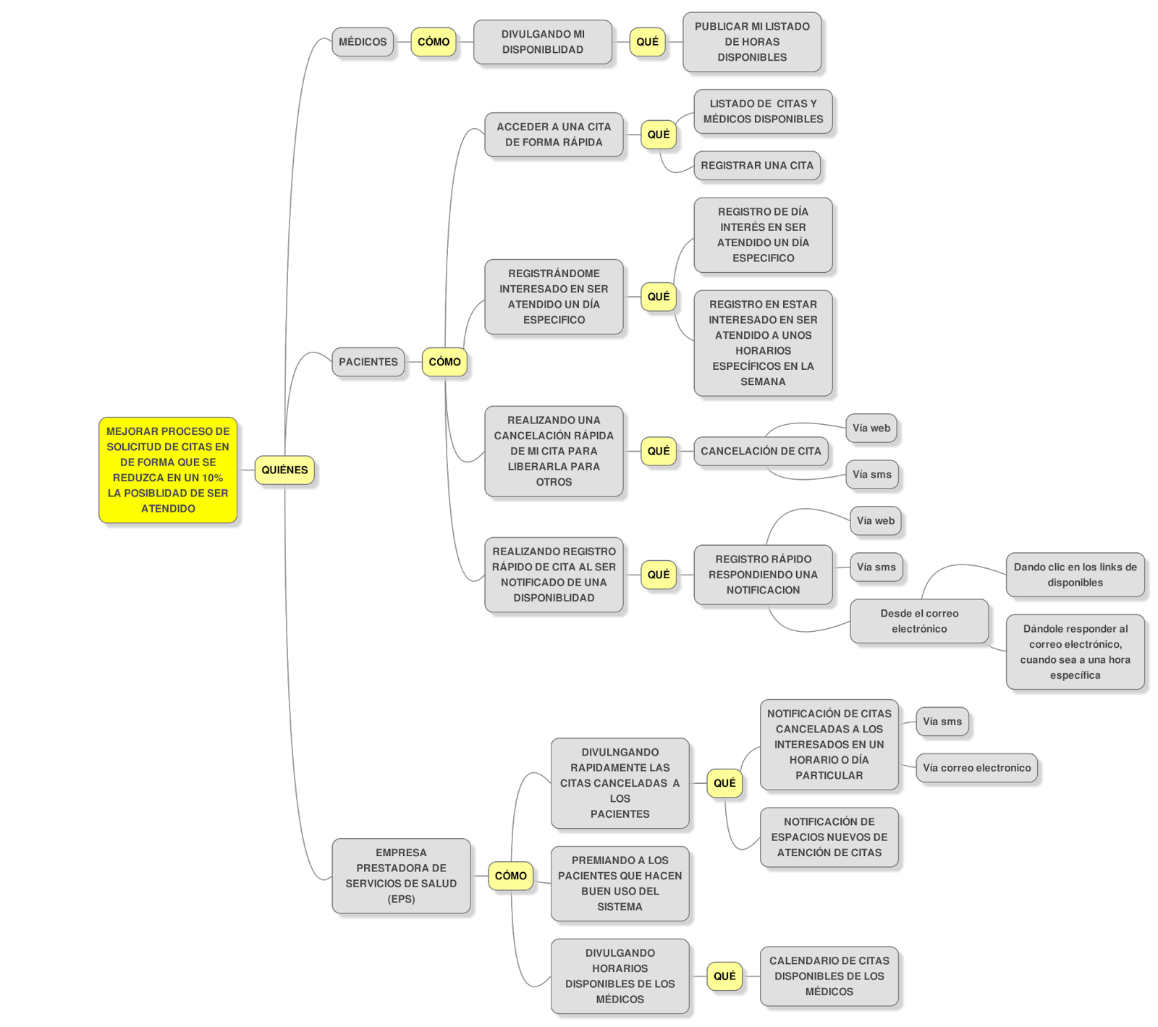 MÉDICOS
CÓMO
DIVULGANDO MI
DISPONIBLIDAD
QUÉ
PUBLICAR MI LISTADO
DE HORAS
DISPONIBLES
ACCEDER A UNA CITA
DE FORMA RÁPIDA
QUÉ
LISTADO DE CITAS Y
MÉDICOS DISPONIBLES
REGISTRAR UNA CITA
REGISTRÁNDOME
INTERESADO EN SER
ATENDIDO UN DÍA
ESPECIFICO
QUÉ
REGISTRO DE DÍA
INTERÉS EN SER
ATENDIDO UN DÍA
ESPECIFICO
REGISTRO EN ESTAR
INTERESADO EN SER
ATENDIDO A UNOS
HORARIOS
ESPECÍFICOS EN LA
SEMANA
PACIENTES
CÓMO
REALIZANDO UNA
CANCELACIÓN RÁPIDA
DE MI CITA PARA
LIBERARLA PARA
OTROS
QUÉ
CANCELACIÓN DE CITA
Vía web
Vía sms
MEJORAR PROCESO DE
SOLICITUD DE CITAS EN
DE FORMA QUE SE
REDUZCA EN UN 10%
LA POSIBLIDAD DE SER
ATENDIDO
QUIÉNES
REALIZANDO REGISTRO
RÁPIDO DE CITA AL SER
NOTIFICADO DE UNA
DISPONIBLIDAD
QUÉ
REGISTRO RÁPIDO
RESPONDIENDO UNA
NOTIFICACION
Vía web
Vía sms
Desde el correo
electrónico
Dando clic en los links de
disponibles
Dándole responder al
correo electrónico,
cuando sea a una hora
específica
EMPRESA
PRESTADORA DE
SERVICIOS DE SALUD
(EPS)
CÓMO
DIVULNGANDO
RAPIDAMENTE LAS
CITAS CANCELADAS A
LOS
PACIENTES
QUÉ
NOTIFICACIÓN DE CITAS
CANCELADAS A LOS
INTERESADOS EN UN
HORARIO O DÍA
PARTICULAR
Vía sms
Vía correo electronico
NOTIFICACIÓN DE
ESPACIOS NUEVOS DE
ATENCIÓN DE CITAS
PREMIANDO A LOS
PACIENTES QUE HACEN
BUEN USO DEL
SISTEMA
DIVULGANDO
HORARIOS
DISPONIBLES DE LOS
MÉDICOS
QUÉ
CALENDARIO DE CITAS
DISPONIBLES DE LOS
MÉDICOS